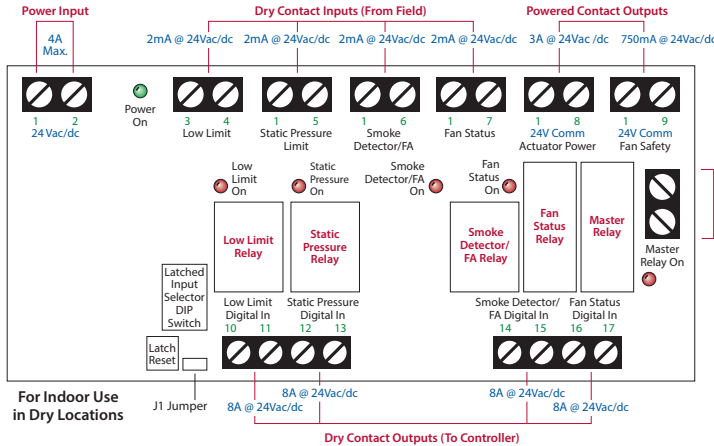 Power Input
Dry Contact Inputs (From Field)
Powered Contact Outputs
4A
Max.
2mA @ 24Vac/dc
2mA @ 24Vac/dc
2mA @ 24Vac/dc
2mA @ 24Vac/dc
3A @ 24Vac /dc
750mA @ 24Vac/dc
1 2
24 Vac/dc
Power
On
3 4
Low Limit
1 5
Static Pressure
Limit
1 6
Smoke
Detector/FA
1 7
Fan Status
1 8
24V Comm
Actuator Power
1 9
24V Comm
Fan Safety
Low
Limit
On
Static
Pressure
On
Smoke
Detector/FA
On
Fan
Status
On
Low Limit
Relay
Static
Pressure
Relay
Smoke
Detector/
FA Relay
Fan
Status
Relay
Master
Relay
Master
Relay On
Latched
Input
Selector
DIP
Switch
Latch
Reset
Low Limit
Digital In
10 11
Static Pressure
Digital In
12 13
Smoke Detector/
FA Digital In
14 15
Fan Status
Digital In
16 17
For Indoor Use
in Dry Locations
J1 Jumper
8A @ 24Vac/dc
8A @ 24Vac/dc
8A @ 24Vac/dc
8A @ 24Vac/dc
Dry Contact Outputs (To Controller)